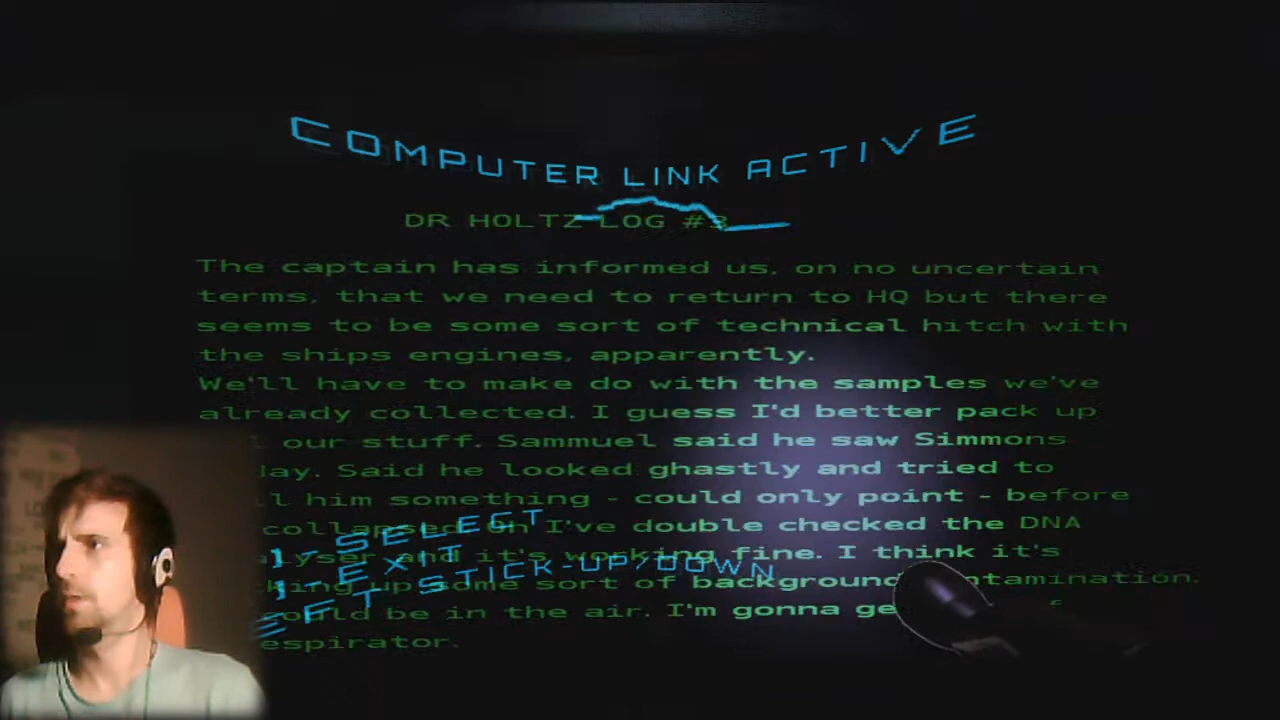 COMPUTER LINK ACTIVE
DR HOLTZ LOG #3
The captain has informed us, on no uncertain
terms, that we need to return to HQ but there
seems to be some sort of technical hitch with
the ships engines, apparently.
We'll have to make do with the samples we've
already collected. I guess I'd better pack up
our stuff. Sammuel said he saw Simmons
Said he looked ghastly and tried to
him something - could only point - before
collapsed. I've double checked the DNA
and it's working fine. I think it's
up some sort of background
be in the air. I'm gonna

- SELECT
- EXIT
STICK-UP/DOWN